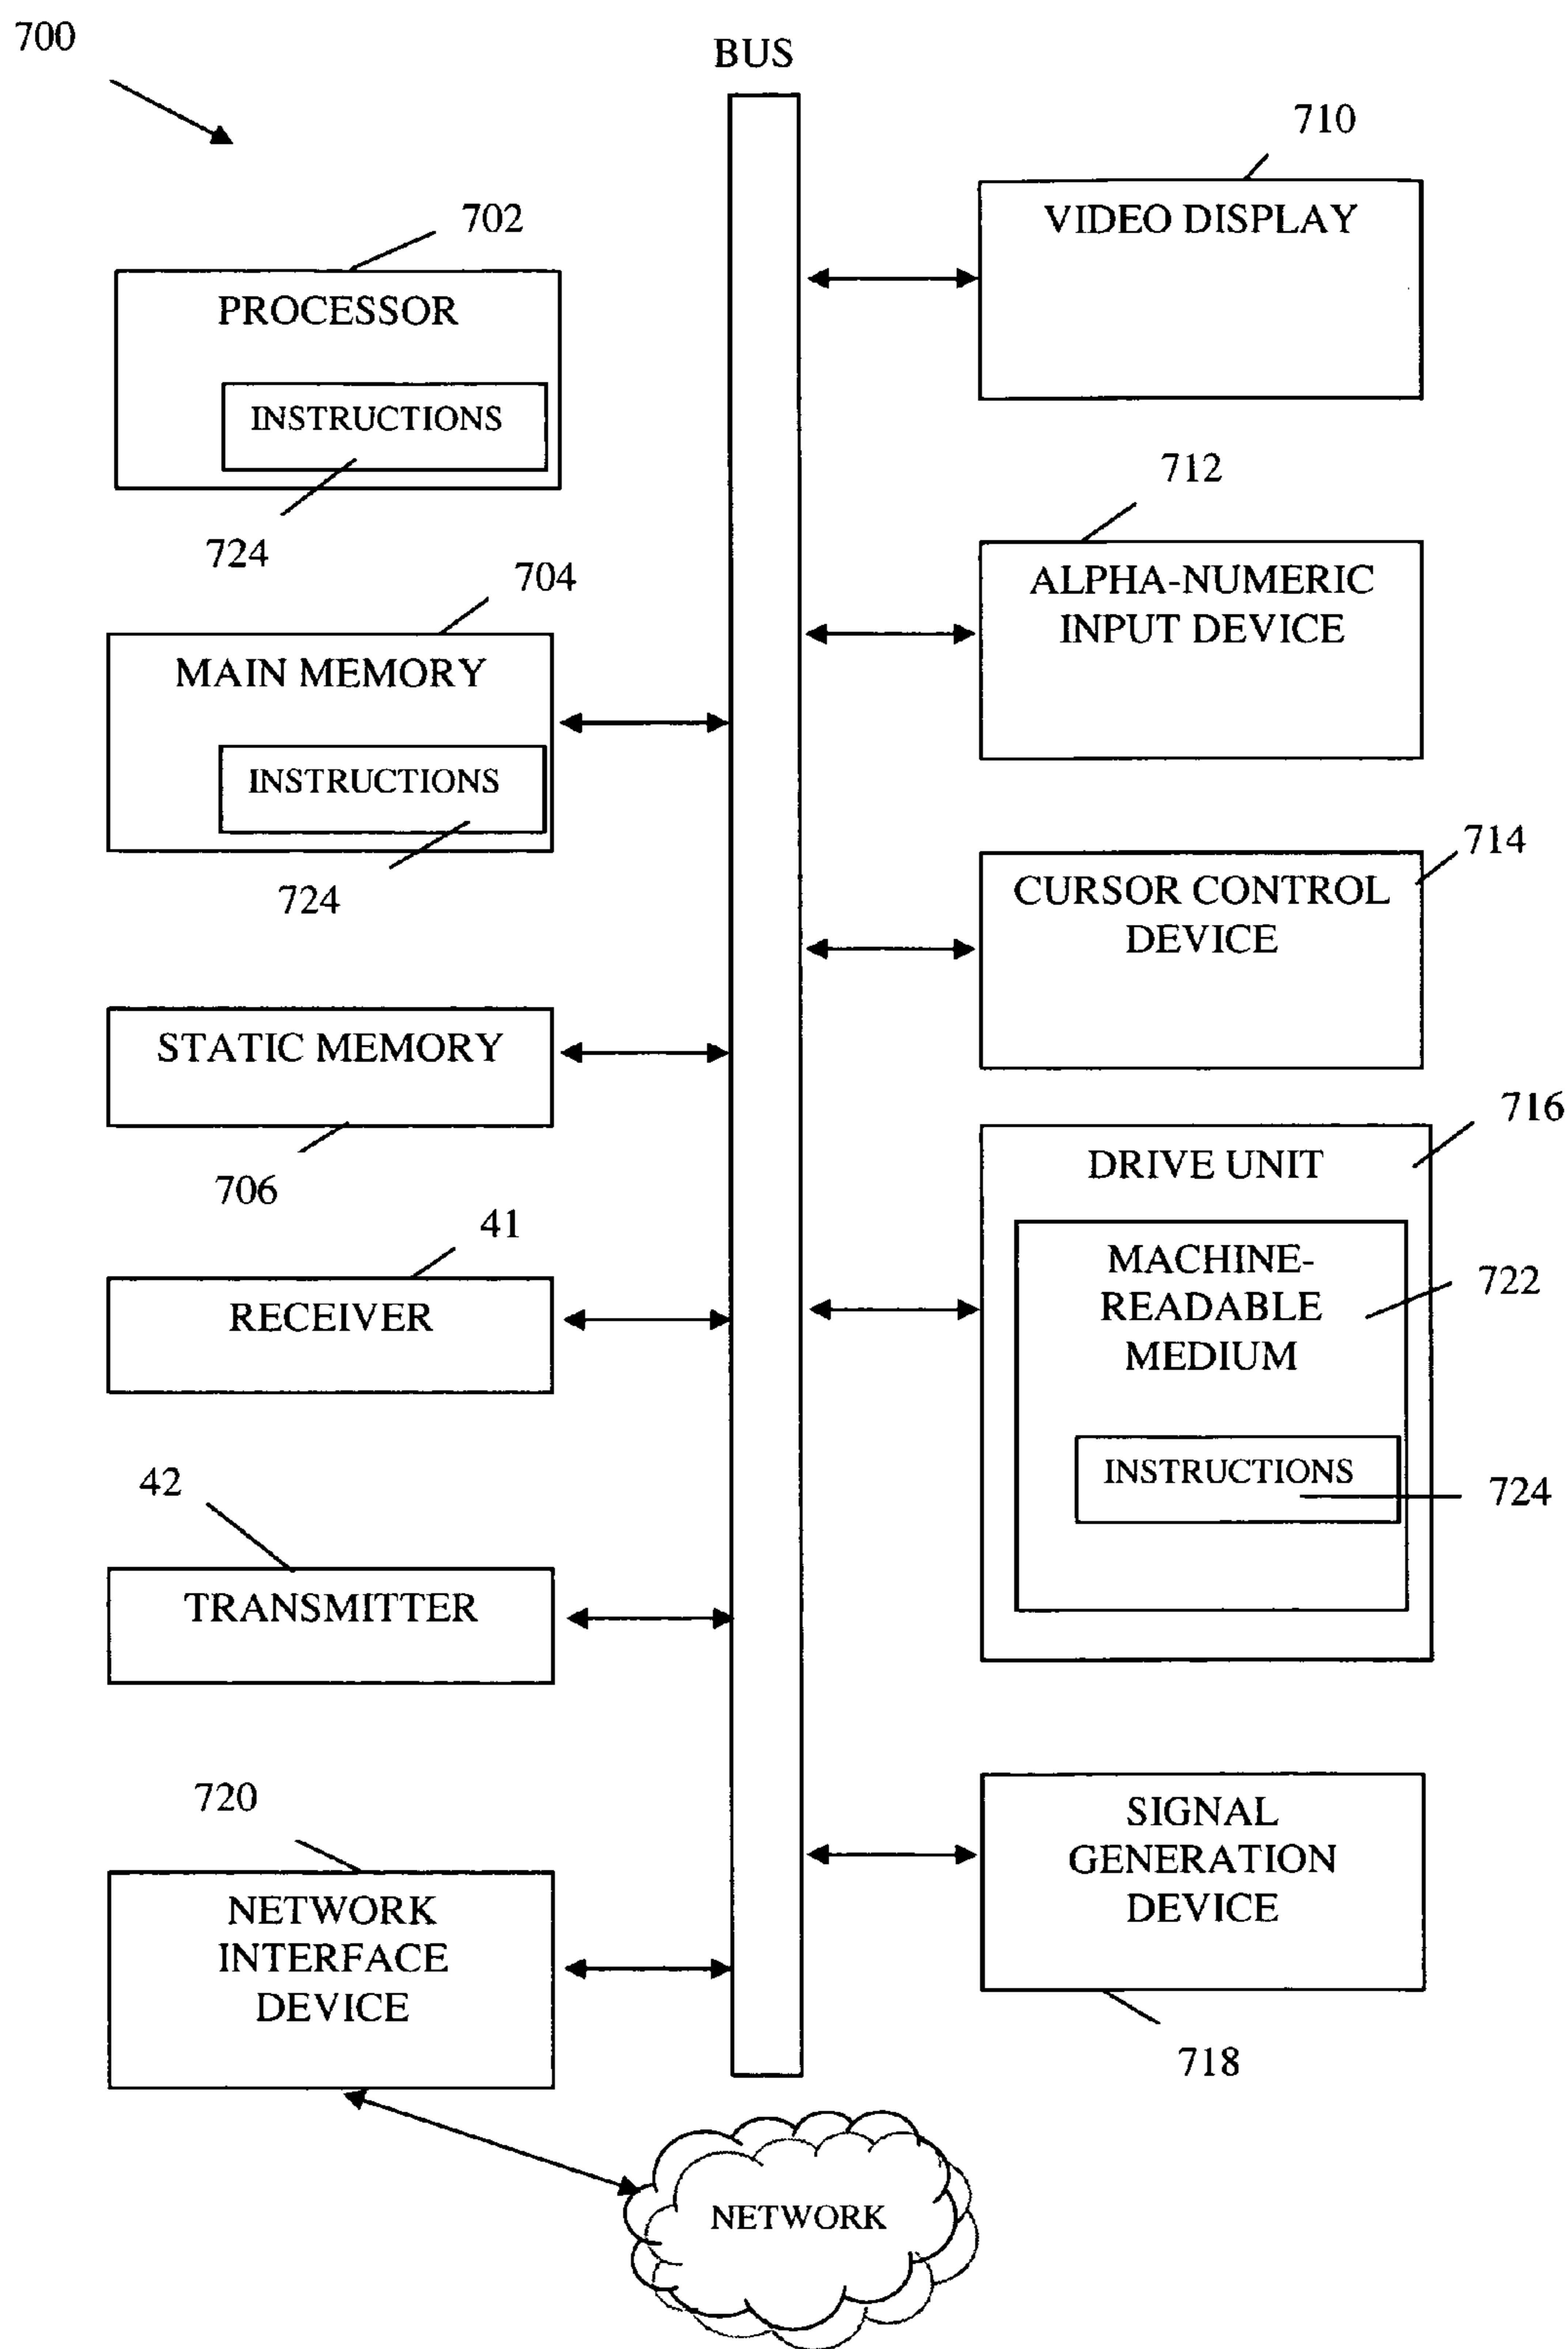 700
BUS
702
PROCESSOR
INSTRUCTIONS
724
704
MAIN MEMORY
INSTRUCTIONS
724
STATIC MEMORY
706
41
RECEIVER
42
TRANSMITTER
720
NETWORK
INTERFACE
DEVICE
710
VIDEO DISPLAY
712
ALPHA-NUMERIC
INPUT DEVICE
714
CURSOR CONTROL
DEVICE
716
DRIVE UNIT
MACHINE-
READABLE
MEDIUM
722
INSTRUCTIONS
724
SIGNAL
GENERATION
DEVICE
718
NETWORK